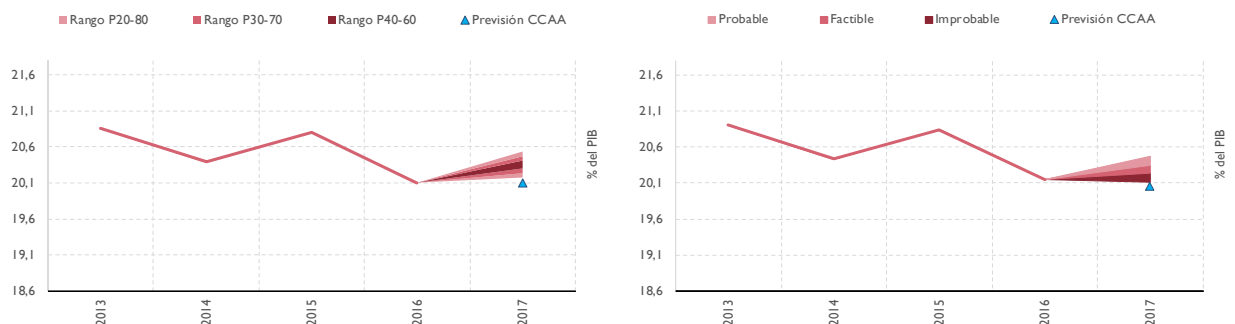 Rango P20-80 Rango P30-70 Rango P40-60 Previsión CCAA
21,6
21,1
20,6
20,1
19,6
19,1
18,6
% del PIB
2013 2014 2015 2016 2017
Probable Factible Improbable Previsión CCAA
21,6
21,1
20,6
20,1
19,6
19,1
18,6
% del PIB
2013 2014 2015 2016 2017